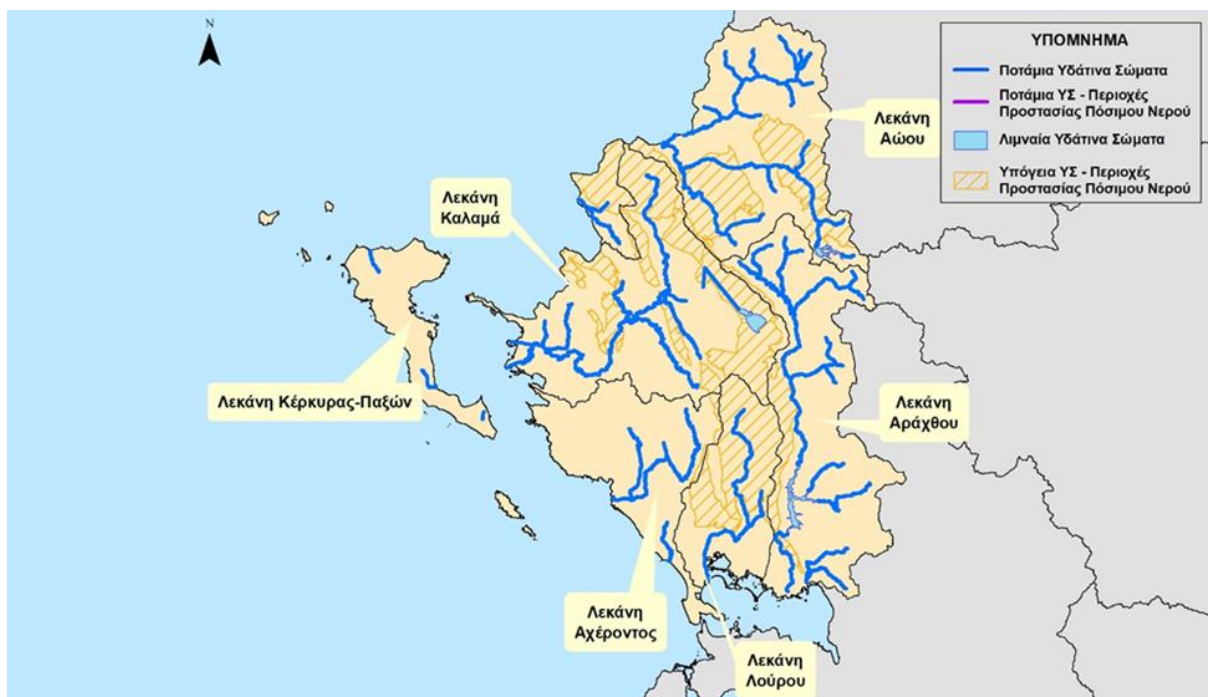 N
ΥΠΟΜΝΗΜΑ
Ποτάμια Υδάτινα Σώματα
Ποτάμια ΥΣ - Περιοχές
Προστασίας Πόσιμου Νερού
Λιμναία Υδάτινα Σώματα
Υπόγεια ΥΣ - Περιοχές
Προστασίας Πόσιμου Νερού
Λεκάνη
Αώου
Λεκάνη
Καλαμά
Λεκάνη Κέρκυρας-Παξών
Λεκάνη
Αράχθου
Λεκάνη
Αχέροντος
Λεκάνη
Λούρου